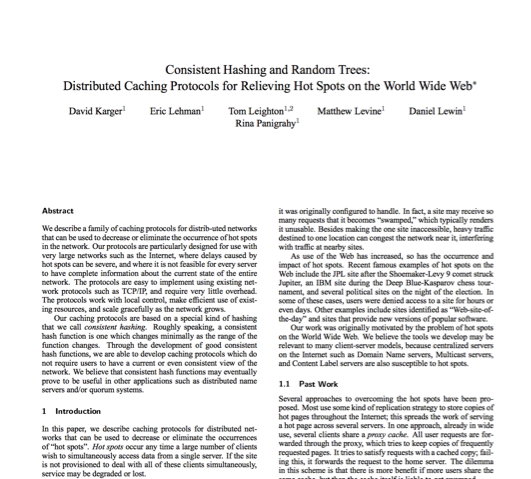 Consistent Hashing and Random Trees:
Distributed Caching Protocols for Relieving Hot Spots on the World Wide Web*
David Karger¹ Eric Lehman¹ Tom Leighton¹,² Matthew Levine¹ Daniel Lewin¹
Rina Panigrahy¹
Abstract
We describe a family of caching protocols for distrib-uted networks
that can be used to decrease or eliminate the occurrence of hot spots
in the network. Our protocols are particularly designed for use with
very large networks such as the Internet, where delays caused by
hot spots can be severe, and where it is not feasible for every server
to have complete information about the current state of the entire
network. The protocols are easy to implement using existing net-
work protocols such as TCP/IP, and require very little overhead.
The protocols work with local control, make efficient use of exist-
ing resources, and scale gracefully as the network grows.
Our caching protocols are based on a special kind of hashing
that we call consistent hashing. Roughly speaking, a consistent
hash function is one which changes minimally as the range of the
function changes. Through the development of good consistent
hash functions, we are able to develop caching protocols which do
not require users to have a current or even consistent view of the
network. We believe that consistent hash functions may eventually
prove to be useful in other applications such as distributed name
servers and/or quorum systems.
1 Introduction
In this paper, we describe caching protocols for distributed net-
works that can be used to decrease or eliminate the occurrences
of "hot spots". Hot spots occur any time a large number of clients
wish to simultaneously access data from a single server. If the site
is not provisioned to deal with all of these clients simultaneously,
service may be degraded or lost.
it was originally configured to handle. In fact, a site may receive so
many requests that it becomes "swamped," which typically renders
it unusable. Besides making the one site inaccessible, heavy traffic
destined to one location can congest the network near it, interfering
with traffic at nearby sites.
As use of the Web has increased, so has the occurrence and
impact of hot spots. Recent famous examples of hot spots on the
Web include the JPL site after the Shoemaker-Levy 9 comet struck
Jupiter, an IBM site during the Deep Blue-Kasparov chess tour-
nament, and several political sites on the night of the election. In
some of these cases, users were denied access to a site for hours or
even days. Other examples include sites identified as "Web-site-of-
the-day" and sites that provide new versions of popular software.
Our work was originally motivated by the problem of hot spots
on the World Wide Web. We believe the tools we develop may be
relevant to many client-server models, because centralized servers
on the Internet such as Domain Name servers, Multicast servers,
and Content Label servers are also susceptible to hot spots.
1.1 Past Work
Several approaches to overcoming the hot spots have been pro-
posed. Most use some kind of replication strategy to store copies of
hot pages throughout the Internet; this spreads the work of serving
a hot page across several servers. In one approach, already in wide
use, several clients share a proxy cache. All user requests are for-
warded through the proxy, which tries to keep copies of frequently
requested pages. It tries to satisfy requests with a cached copy; fail-
ing this, it forwards the request to the home server. The dilemma
in this scheme is that there is more benefit if more users share the